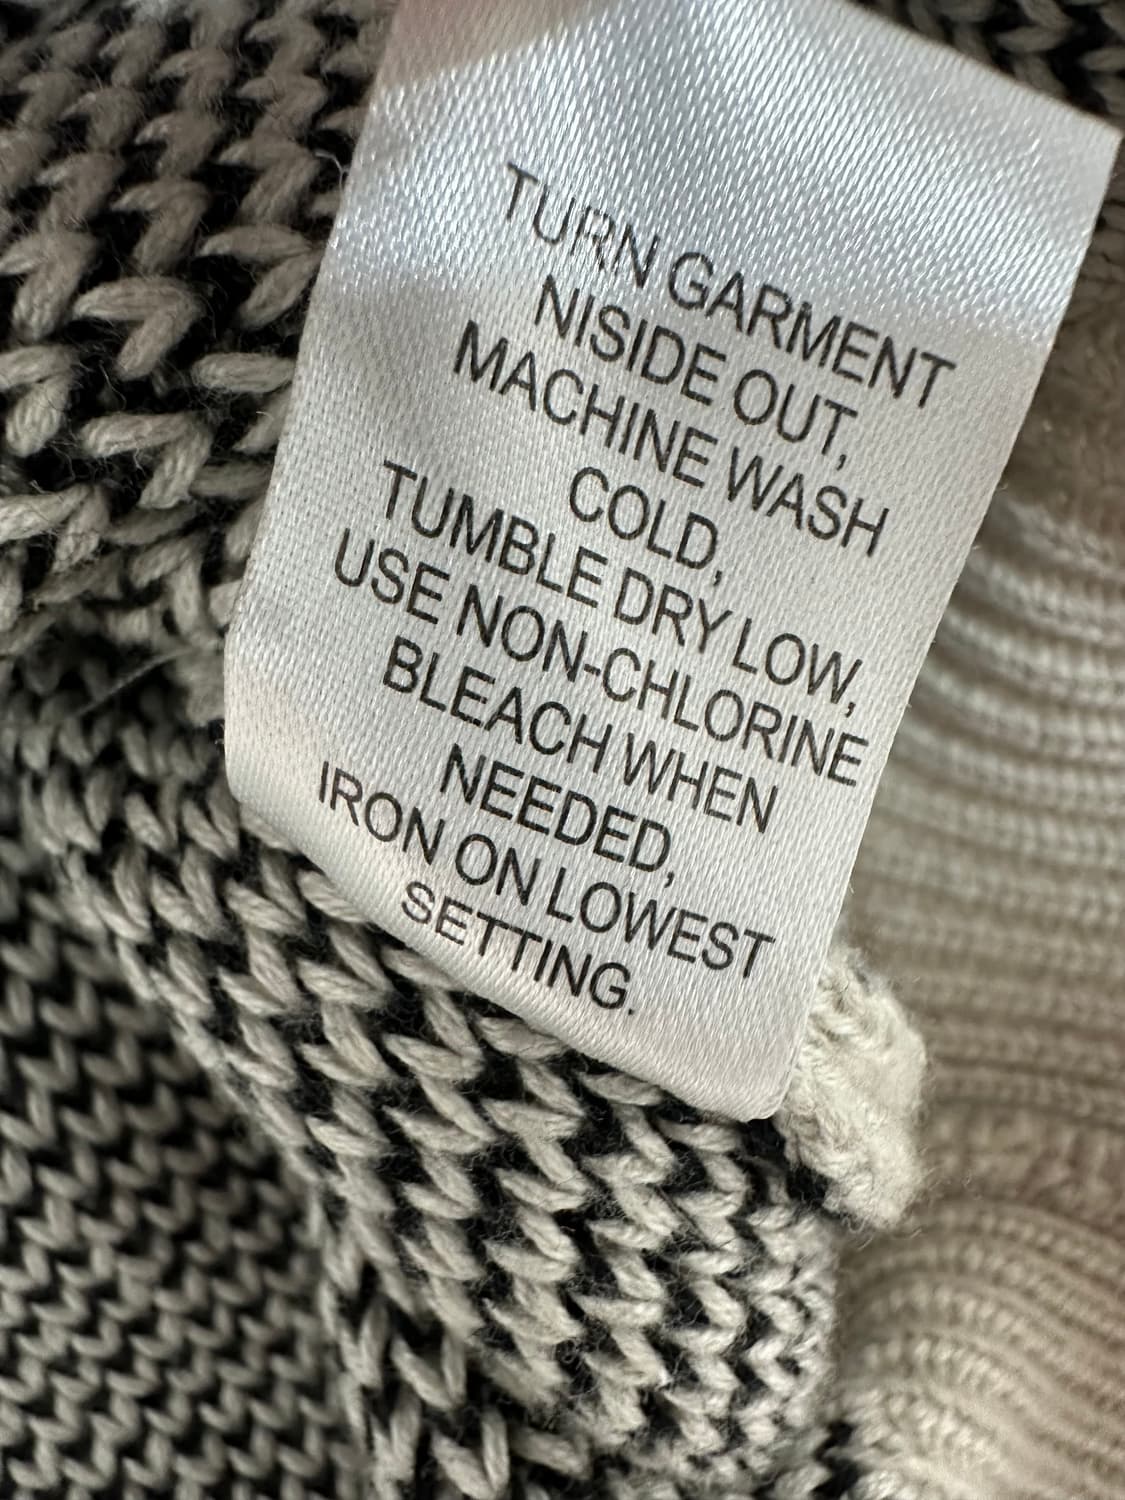 TURN GARMENT
NISIDE OUT,
MACHINE WASH
COLD,
TUMBLE DRY LOW,
USE NON-CHLORINE
BLEACH WHEN
NEEDED,
IRON ON LOWEST
SETTING.